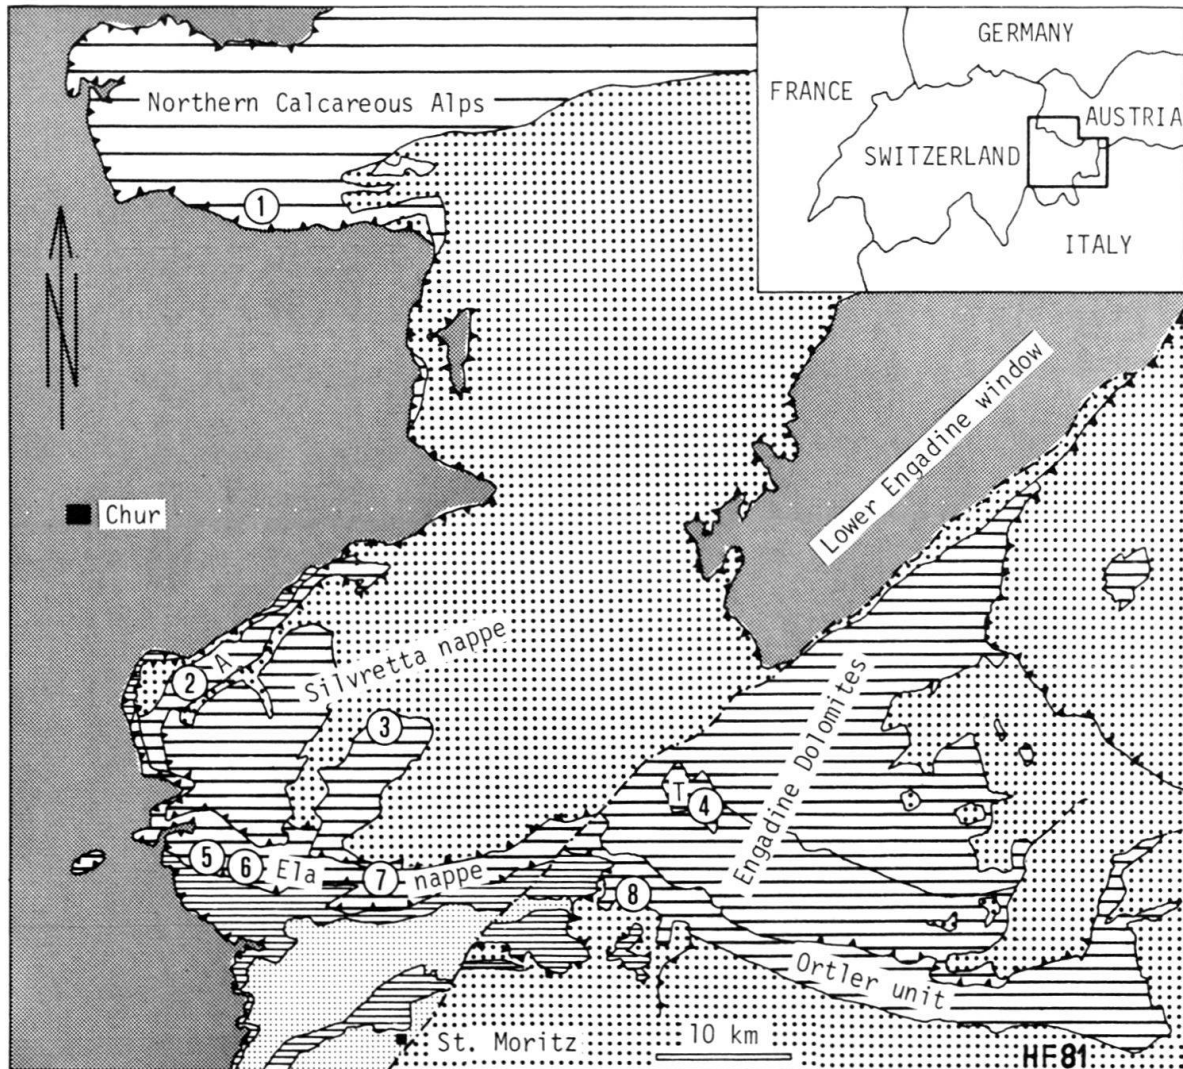 GERMANY
FRANCE
AUSTRIA
SWITZERLAND
ITALY
Northern Calcareous Alps
1
N
Lower Engadine window
Chur
Silvretta nappe
A
2
3
T
4
Engadine Dolomites
5
6
Ela
7
nappe
8
Ortler unit
St. Moritz
10 km
HF81